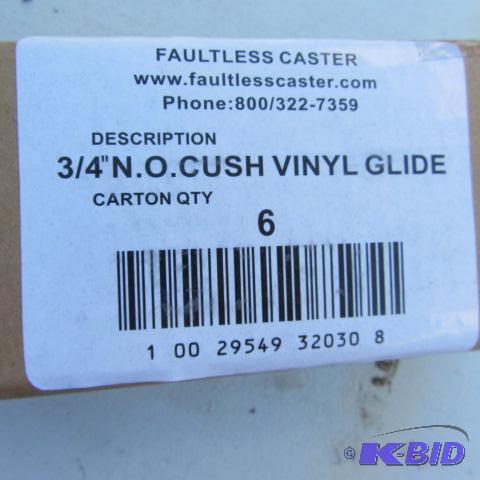 FAULTLESS CASTER
www.faultlesscaster.com
Phone:800/322-7359
DESCRIPTION
3/4"N.O.CUSH VINYL GLIDE
CARTON QTY
6
1 00 29549 32030 8
© K-BID